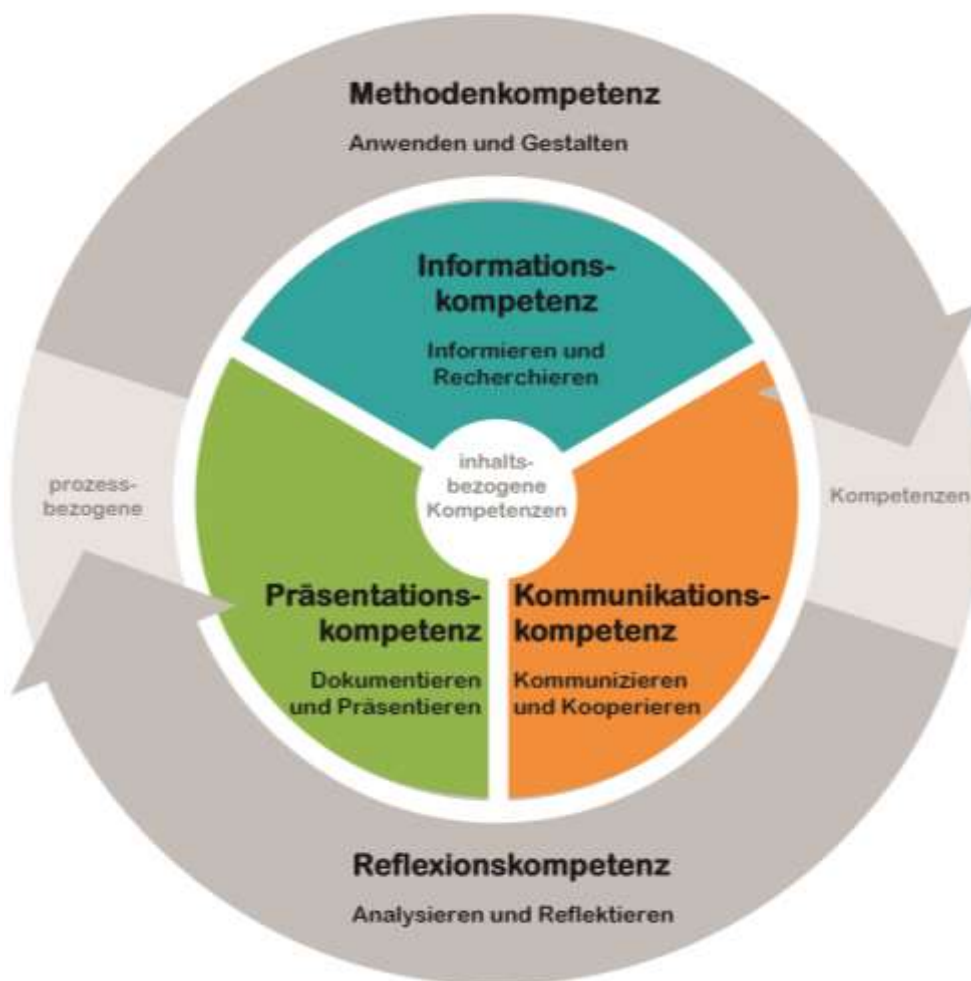 Methodenkompetenz
Anwenden und Gestalten
Informations-
kompetenz
Informieren und
Recherchieren
inhalts-
bezogene
Kompetenzen
prozess-
bezogene
Kompetenzen
Präsentations-
kompetenz
Dokumentieren
und Präsentieren
Kommunikations-
kompetenz
Kommunizieren
und Kooperieren
Reflexionskompetenz
Analysieren und Reflektieren